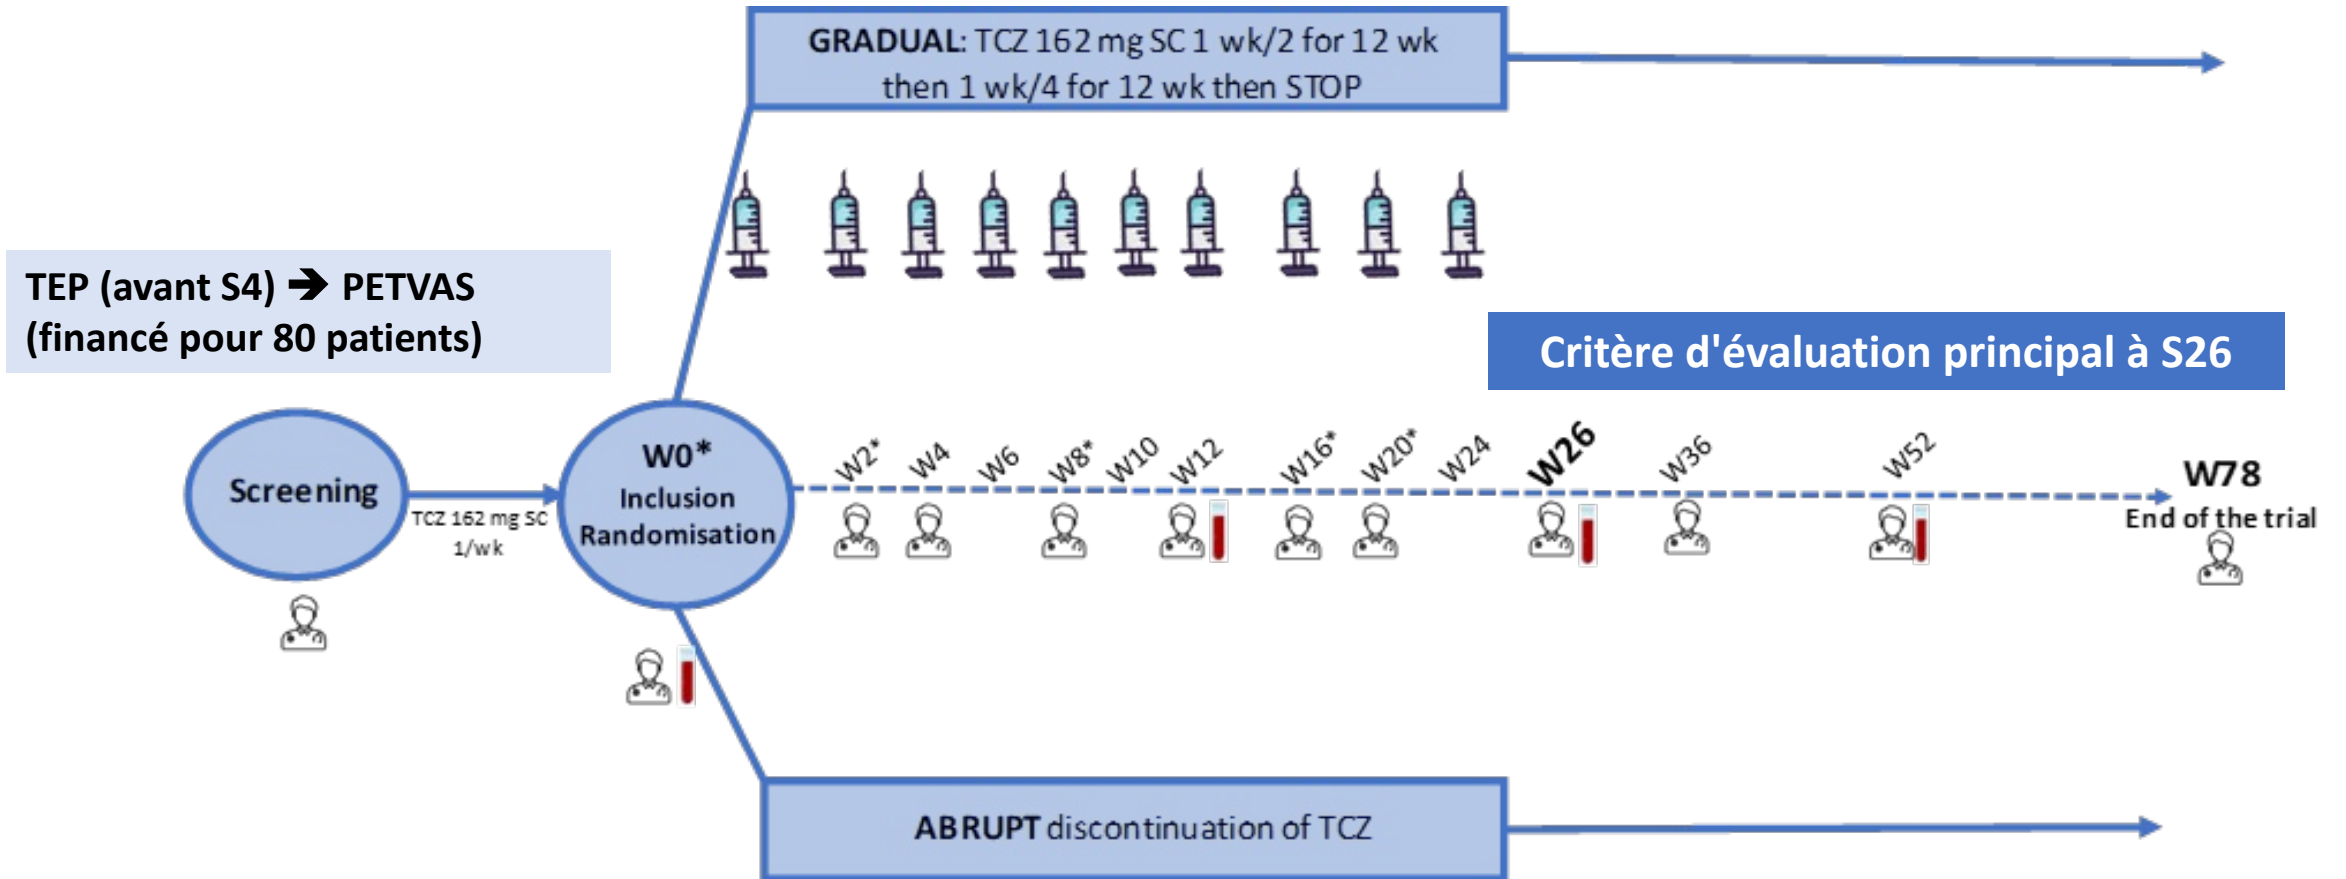 GRADUAL: TCZ 162 mg SC 1 wk/2 for 12 wk
then 1 wk/4 for 12 wk then STOP
TEP (avant S4) ➔ PETVAS
(financé pour 80 patients)
Critère d'évaluation principal à S26
Screening
TCZ 162 mg SC
1/wk
W0*
Inclusion
Randomisation
W2*
W4
W6
W8*
W10
W12
W16*
W20*
W24
W26
W36
W52
W78
End of the trial
ABRUPT discontinuation of TCZ